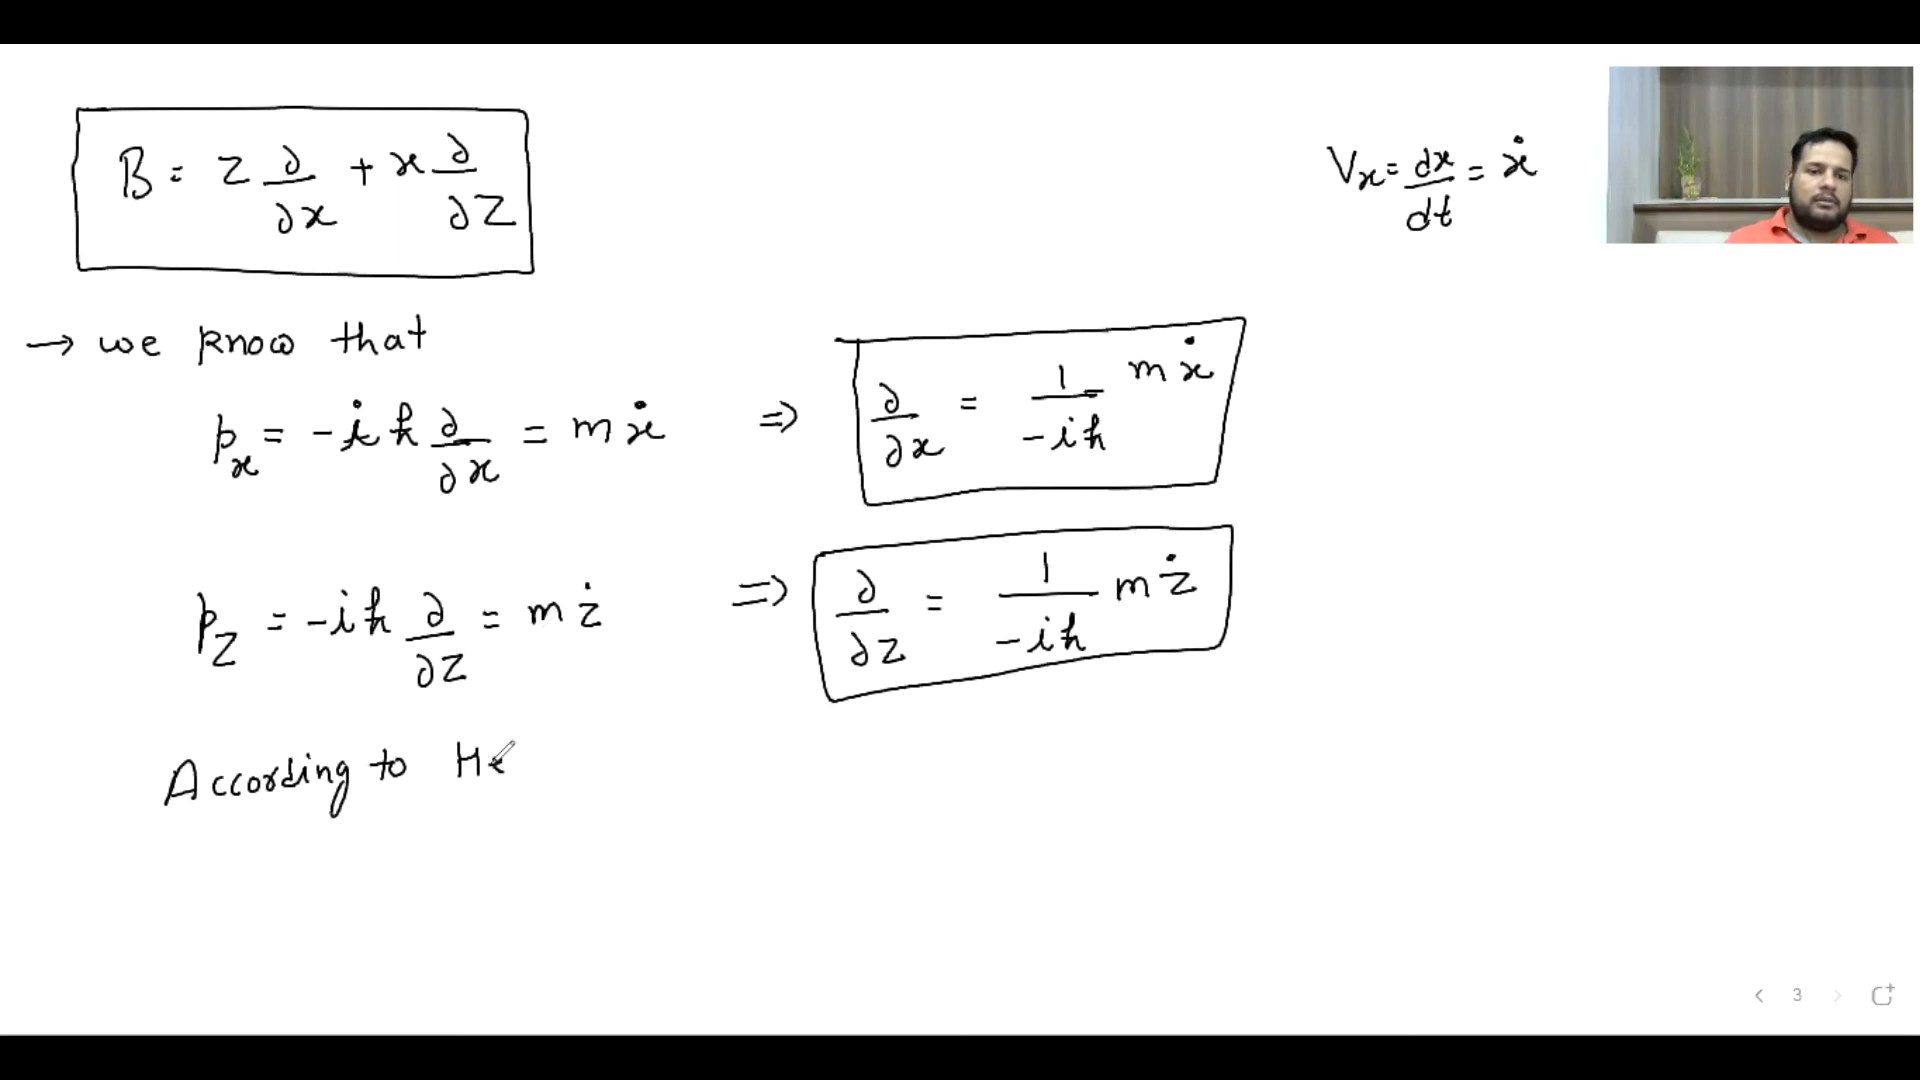 B = z ∂/∂x + x ∂/∂z
Vx = dx/dt = ẋ
→ we know that
px = -iℏ ∂/∂x = mẋ ⇒ ∂/∂x = 1/-iℏ mẋ
pz = -iℏ ∂/∂z = mż ⇒ ∂/∂z = 1/-iℏ mż
According to He
3